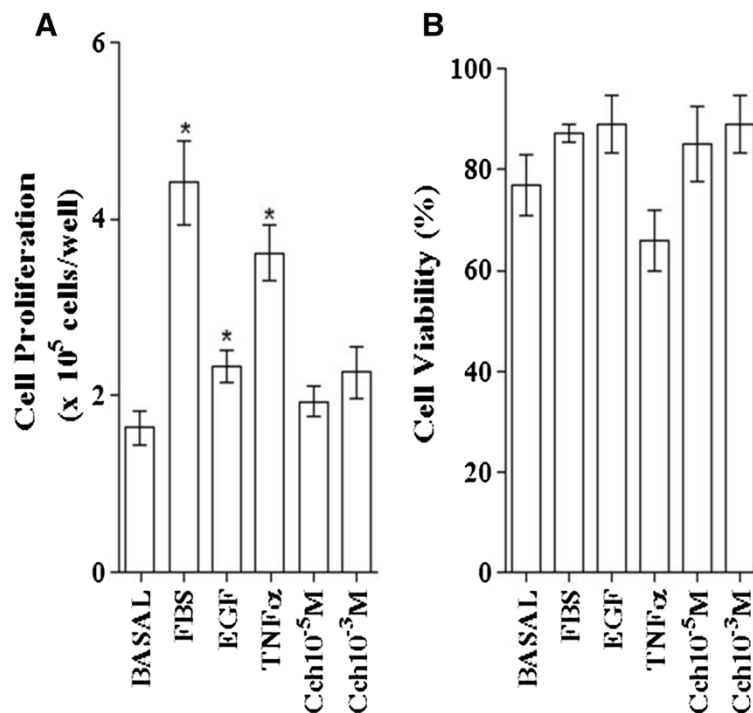 A
Cell Proliferation
(x 10⁵ cells/well)
6
4
2
0
*
*
*
BASAL
FBS
EGF
TNFα
Cch10⁻⁵M
Cch10⁻³M
B
Cell Viability (%)
100
80
60
40
20
0
BASAL
FBS
EGF
TNFα
Cch10⁻⁵M
Cch10⁻³M